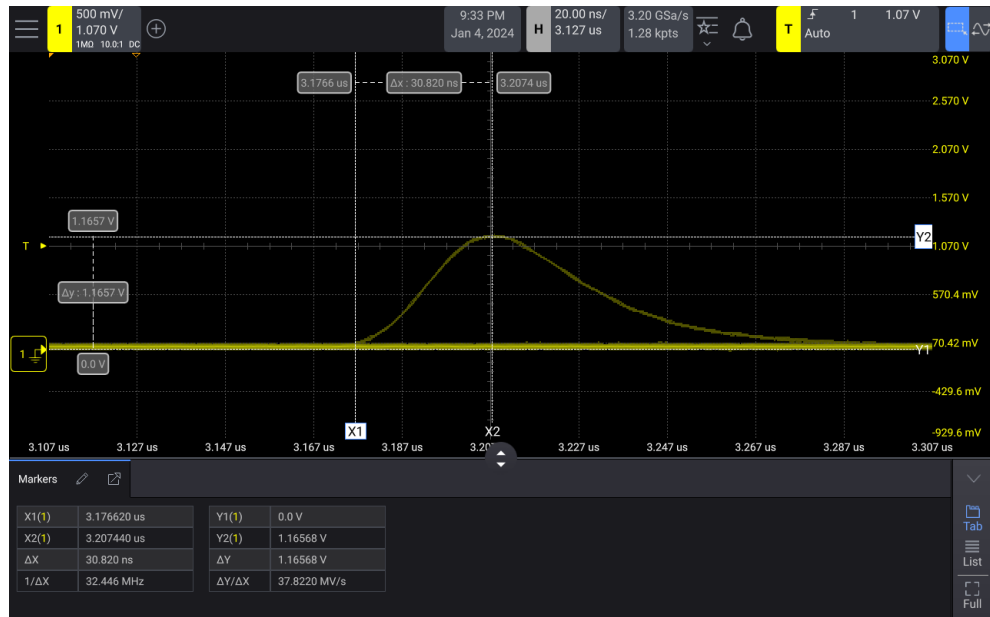 1 500 mV/
1.070 V
1MΩ 10.0:1 DC
9:33 PM
Jan 4, 2024
H 20.00 ns/
3.127 us
3.20 GSa/s
1.28 kpts
T 1 1.07 V
Auto
3.070 V
3.1766 us Δx : 30.820 ns 3.2074 us
2.570 V
2.070 V
1.570 V
1.1657 V
Y2
T 1.070 V
Δy : 1.1657 V 570.4 mV
1 70.42 mV
Y1
0.0 V
-429.6 mV
X1 X2 -929.6 mV
3.107 us 3.127 us 3.147 us 3.167 us 3.187 us 3.227 us 3.247 us 3.267 us 3.287 us 3.307 us
Markers
X1(1) 3.176620 us Y1(1) 0.0 V
X2(1) 3.207440 us Y2(1) 1.16568 V
ΔX 30.820 ns ΔY 1.16568 V
1/ΔX 32.446 MHz ΔY/ΔX 37.8220 MV/s
Tab
List
Full